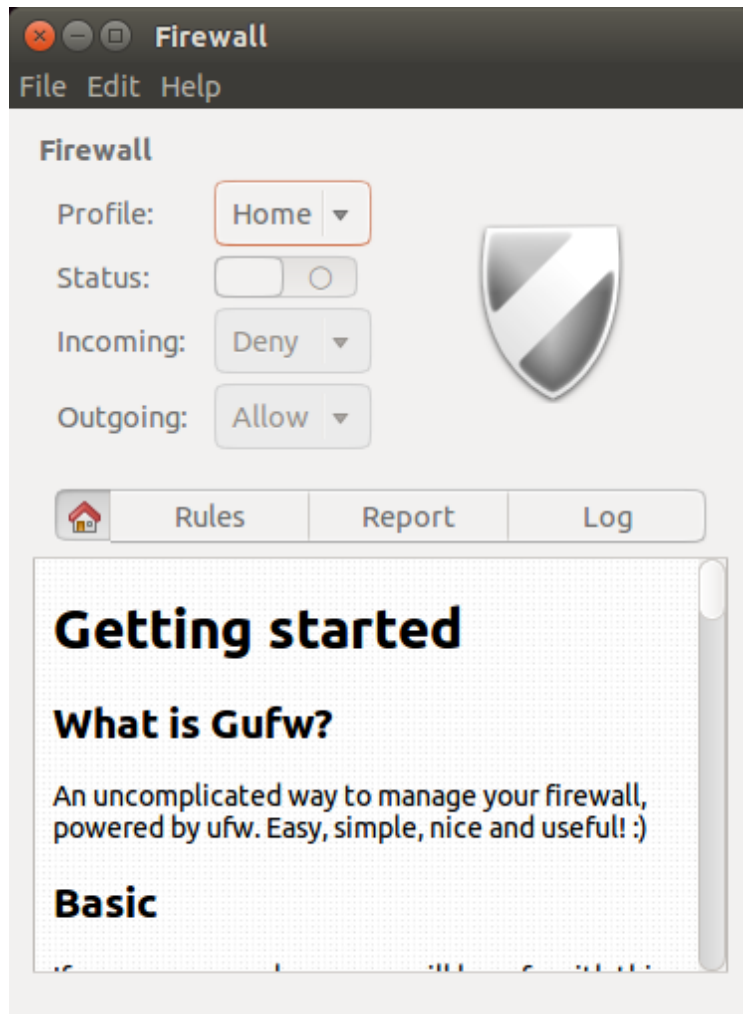 Firewall
File Edit Help
Firewall
Profile: Home
Status:
Incoming: Deny
Outgoing: Allow
Rules Report Log
Getting started
What is Gufw?
An uncomplicated way to manage your firewall,
powered by ufw. Easy, simple, nice and useful! :)
Basic